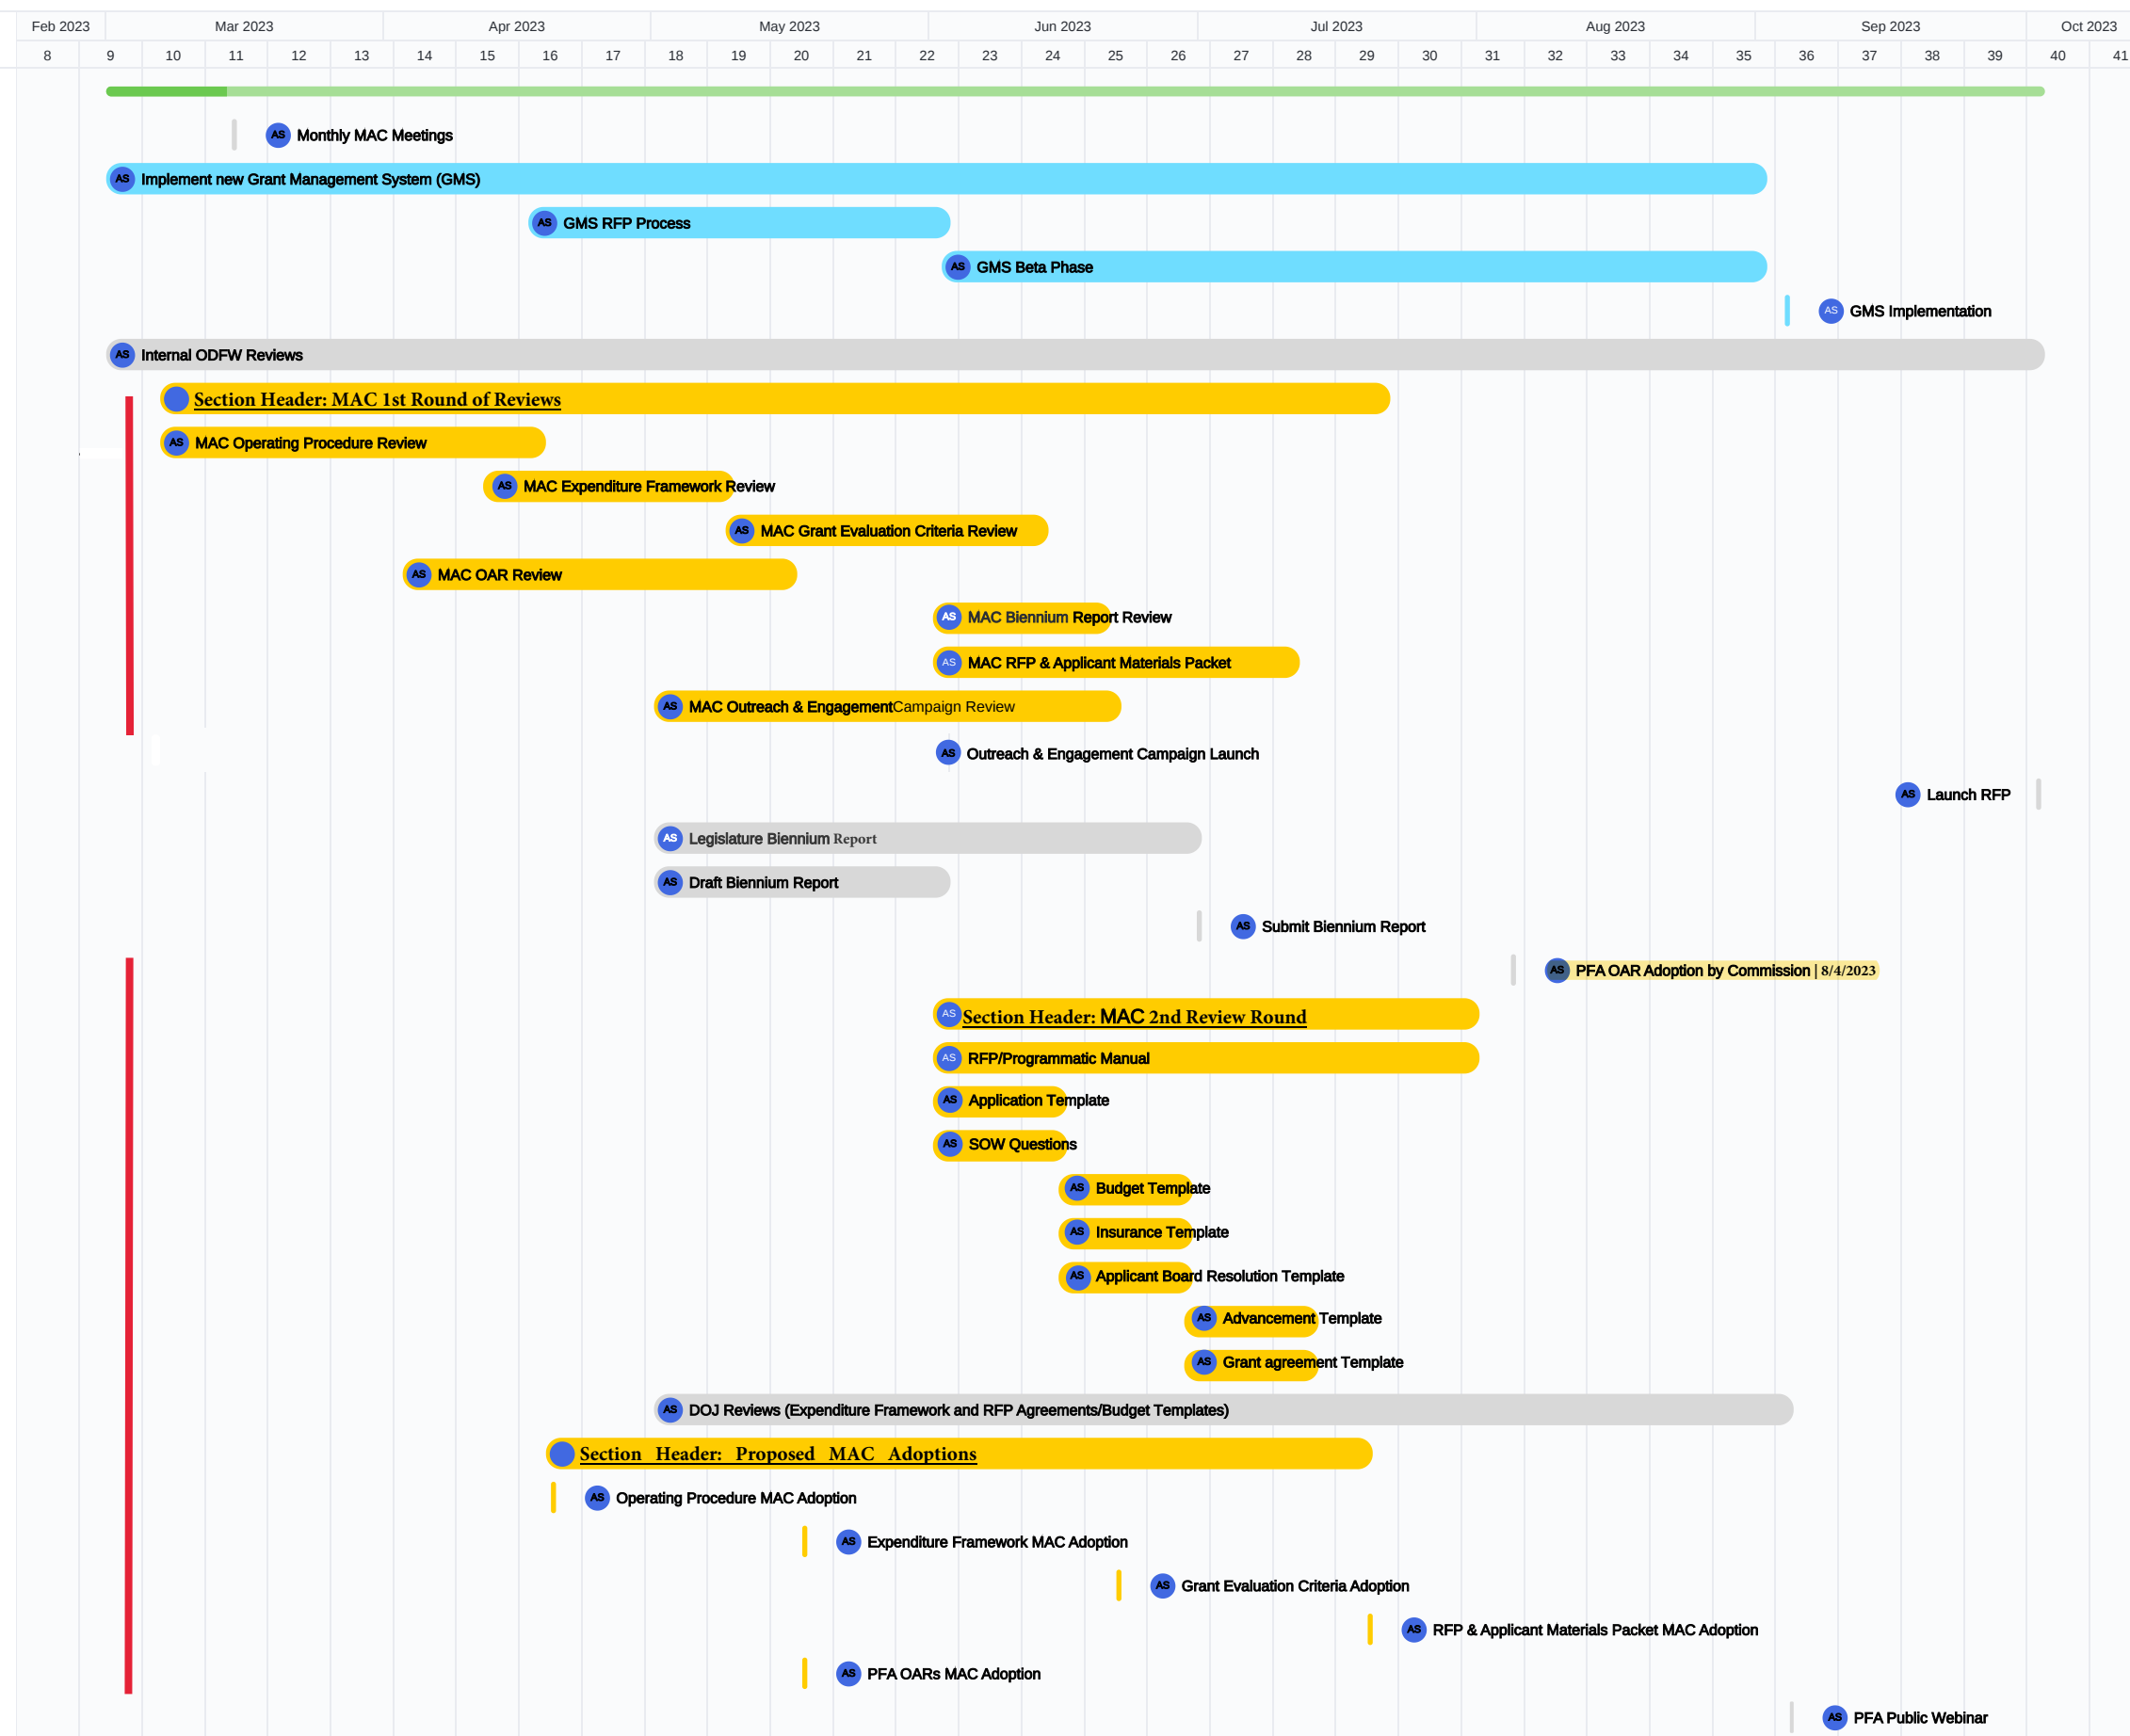 Feb 2023 Mar 2023 Apr 2023 May 2023 Jun 2023 Jul 2023 Aug 2023 Sep 2023 Oct 2023
8 9 10 11 12 13 14 15 16 17 18 19 20 21 22 23 24 25 26 27 28 29 30 31 32 33 34 35 36 37 38 39 40 41
AS Monthly MAC Meetings
AS Implement new Grant Management System (GMS)
AS GMS RFP Process
AS GMS Beta Phase
AS GMS Implementation
AS Internal ODFW Reviews
Section Header: MAC 1st Round of Reviews
AS MAC Operating Procedure Review
AS MAC Expenditure Framework Review
AS MAC Grant Evaluation Criteria Review
AS MAC OAR Review
AS MAC Biennium Report Review
AS MAC RFP & Applicant Materials Packet
AS MAC Outreach & EngagementCampaign Review
AS Outreach & Engagement Campaign Launch
AS Launch RFP
AS Legislature Biennium Report
AS Draft Biennium Report
AS Submit Biennium Report
AS PFA OAR Adoption by Commission | 8/4/2023
AS Section Header: MAC 2nd Review Round
AS RFP/Programmatic Manual
AS Application Template
AS SOW Questions
AS Budget Template
AS Insurance Template
AS Applicant Board Resolution Template
AS Advancement Template
AS Grant agreement Template
AS DOJ Reviews (Expenditure Framework and RFP Agreements/Budget Templates)
Section Header: Proposed MAC Adoptions
AS Operating Procedure MAC Adoption
AS Expenditure Framework MAC Adoption
AS Grant Evaluation Criteria Adoption
AS RFP & Applicant Materials Packet MAC Adoption
AS PFA OARs MAC Adoption
AS PFA Public Webinar